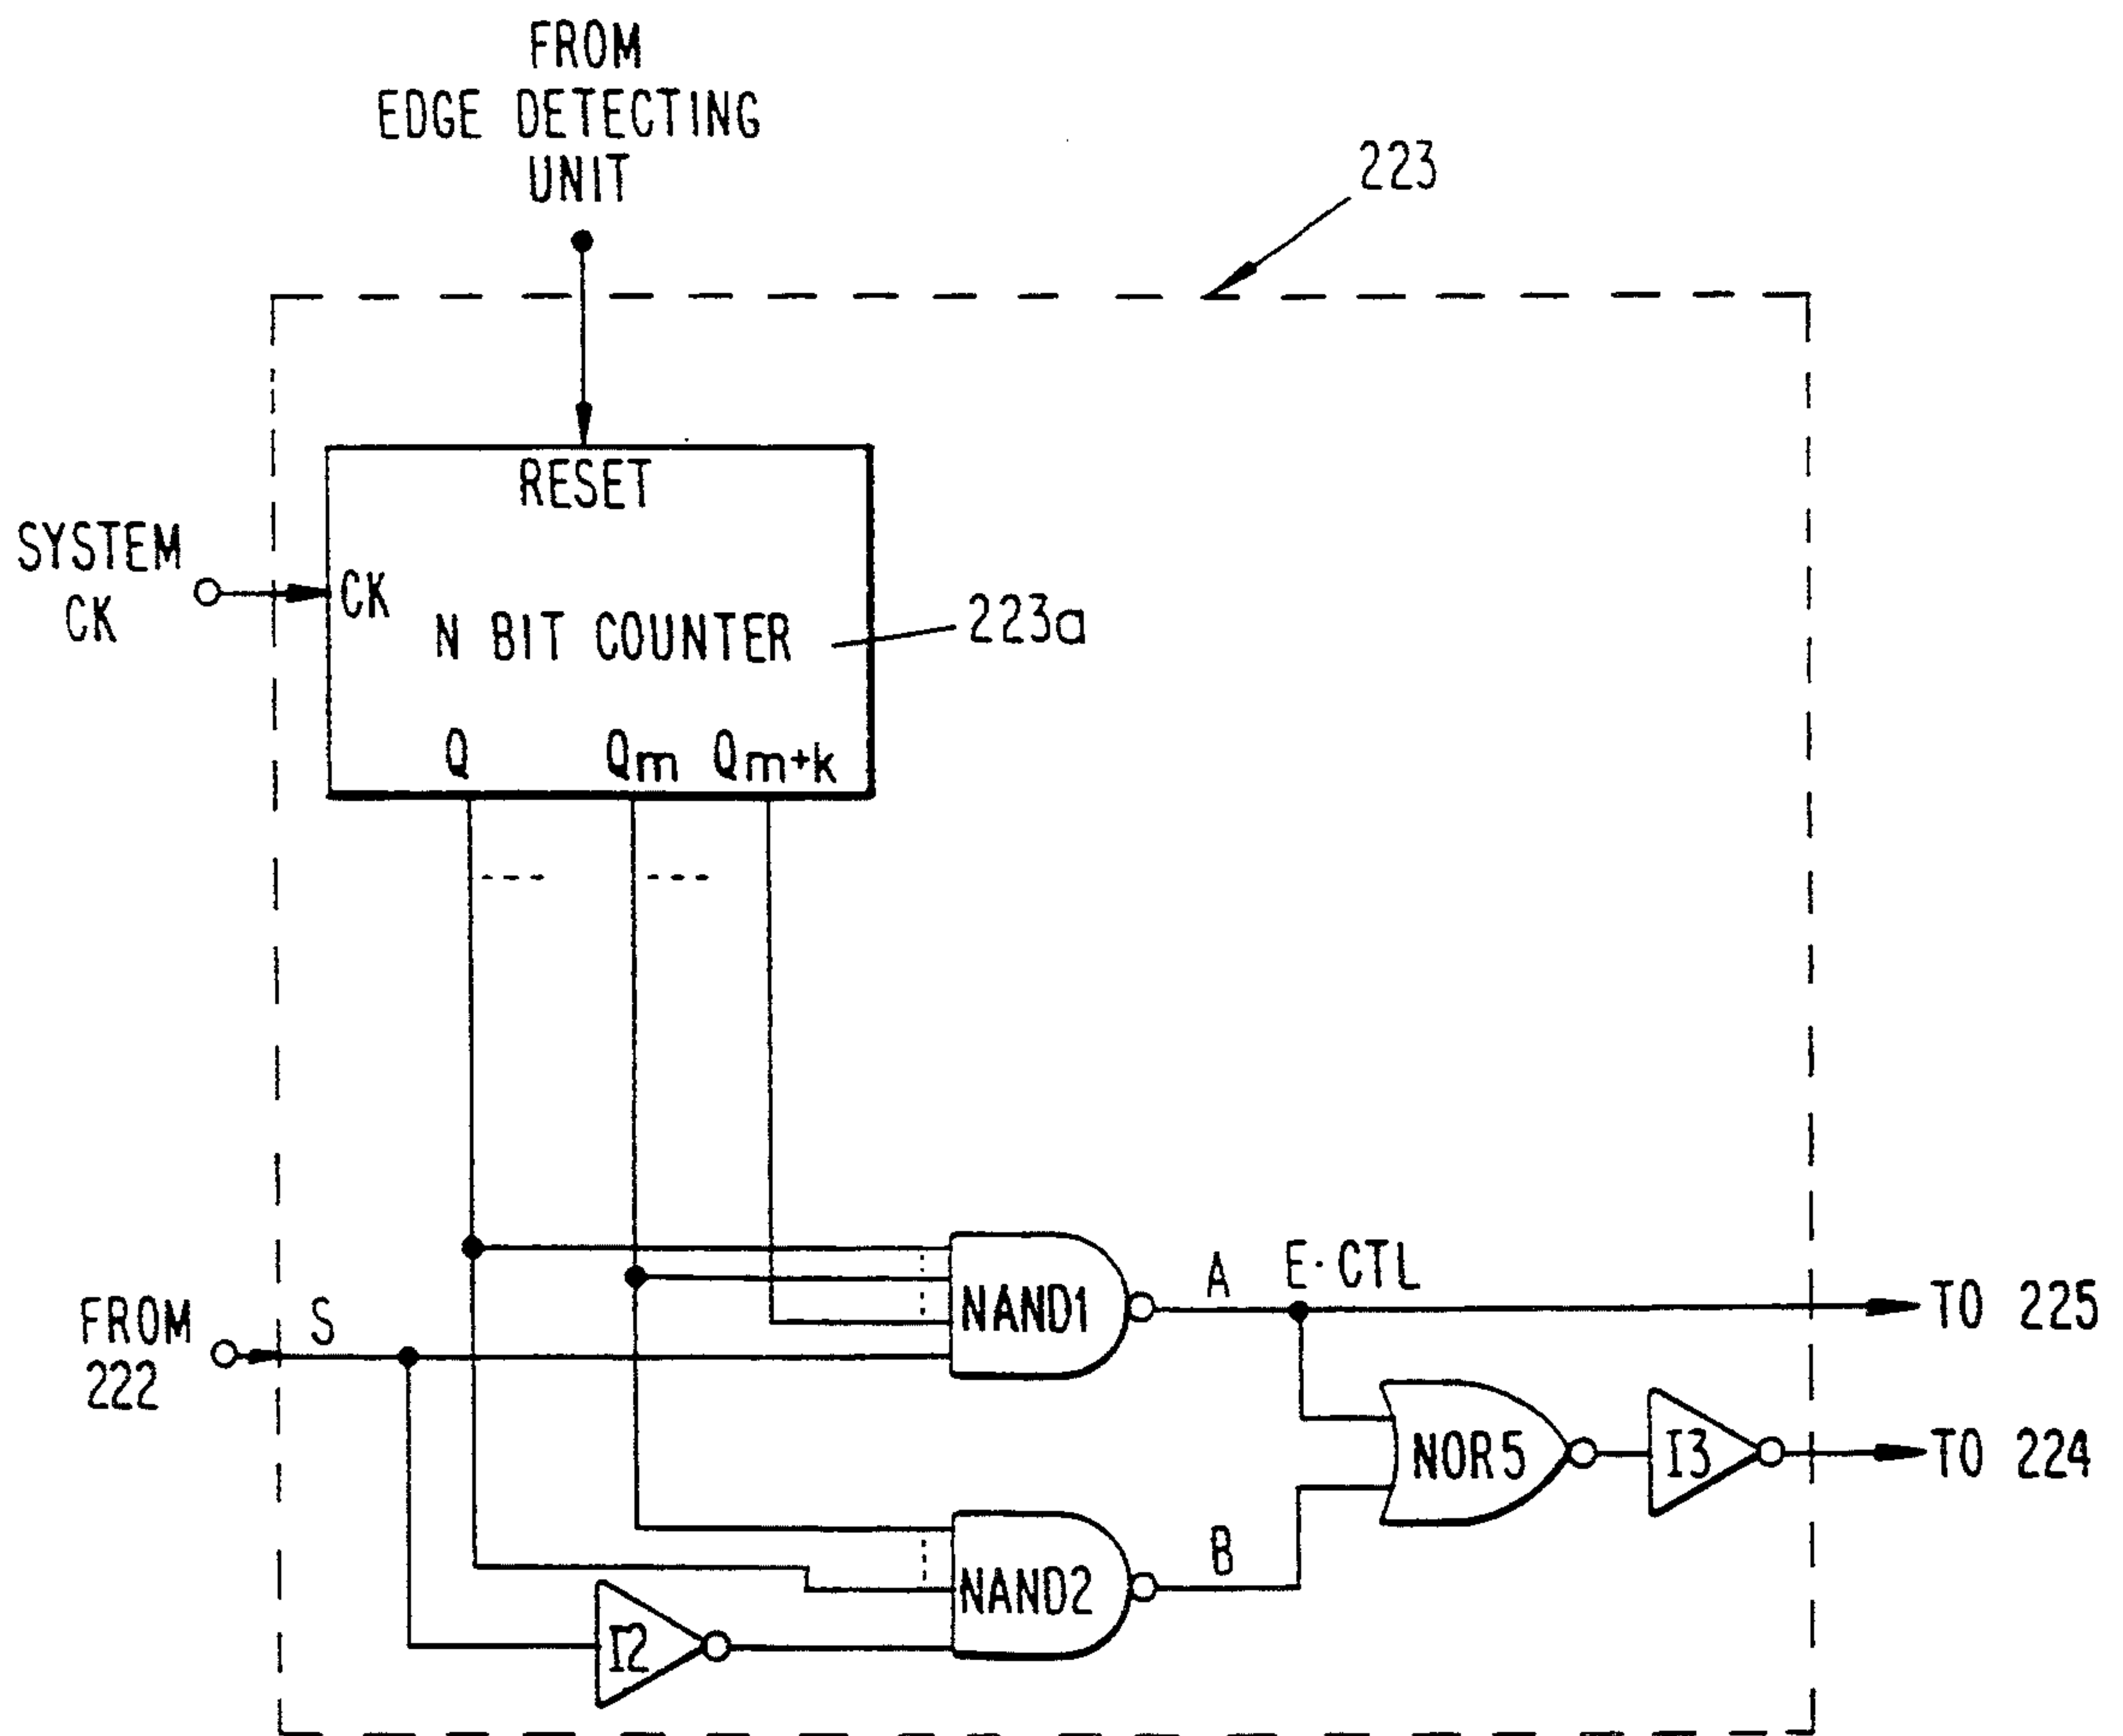 FROM
EDGE DETECTING
UNIT
223
RESET
SYSTEM
CK
CK
N BIT COUNTER
223a
Q Qm Qm+k
FROM
222
S
NAND1
A
E·CTL
TO 225
NOR5
I3
TO 224
NAND2
B
I2